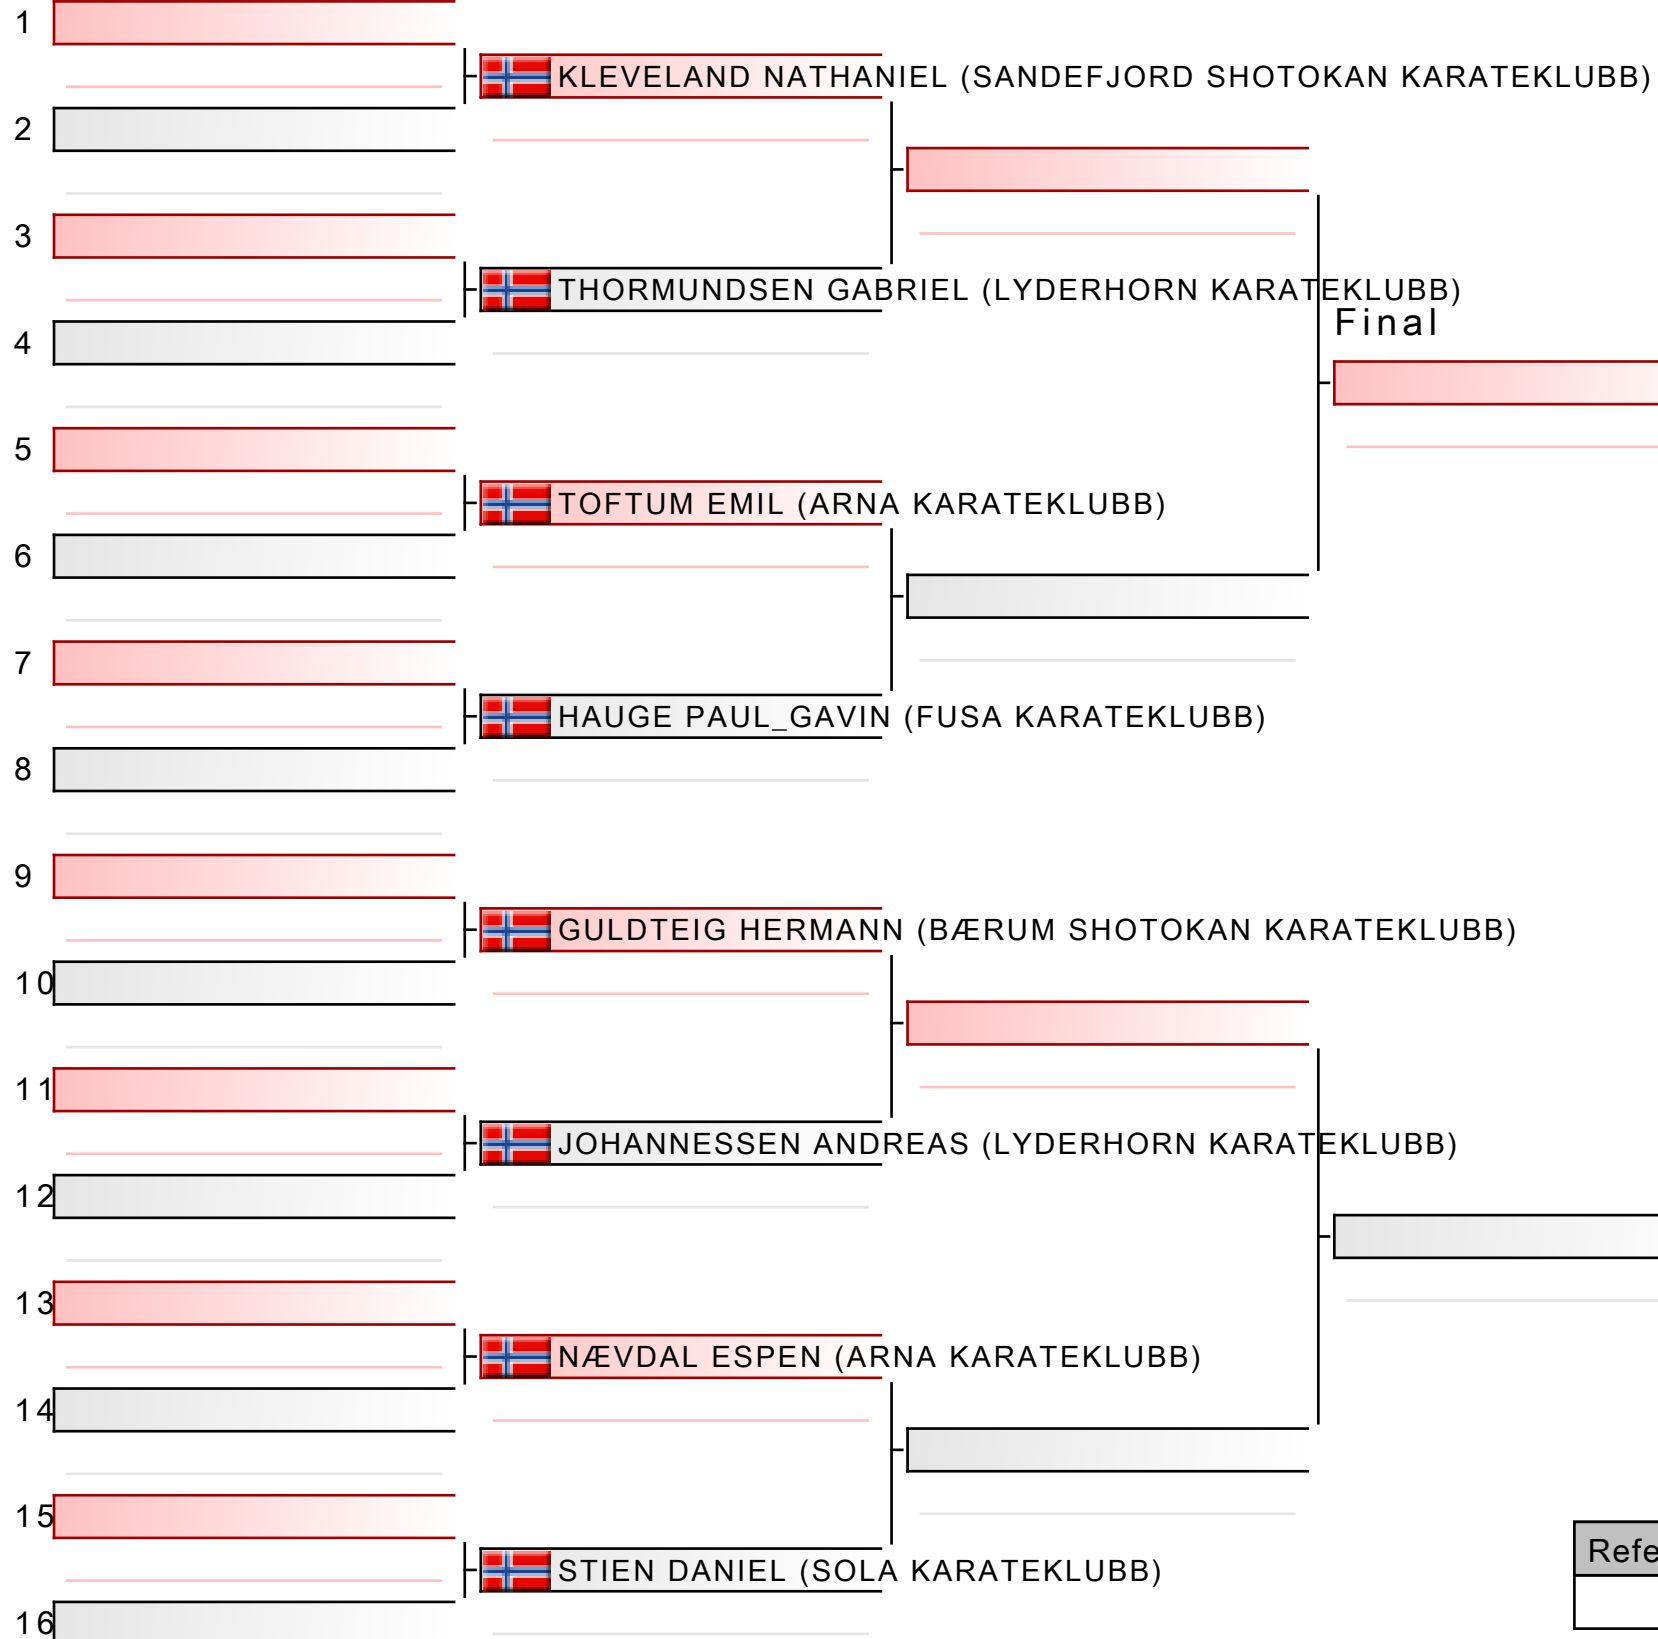 1
KLEVELAND NATHANIEL (SANDEFJORD SHOTOKAN KARATEKLUBB)
2
3
THORMUNDSEN GABRIEL (LYDERHORN KARATEKLUBB)
Final
4
5
TOFTUM EMIL (ARNA KARATEKLUBB)
6
7
HAUGE PAUL_GAVIN (FUSA KARATEKLUBB)
8
9
GULDTEIG HERMANN (BÆRUM SHOTOKAN KARATEKLUBB)
10
11
JOHANNESSEN ANDREAS (LYDERHORN KARATEKLUBB)
12
13
NÆVDAL ESPEN (ARNA KARATEKLUBB)
14
15
Refe
STIEN DANIEL (SOLA KARATEKLUBB)
16